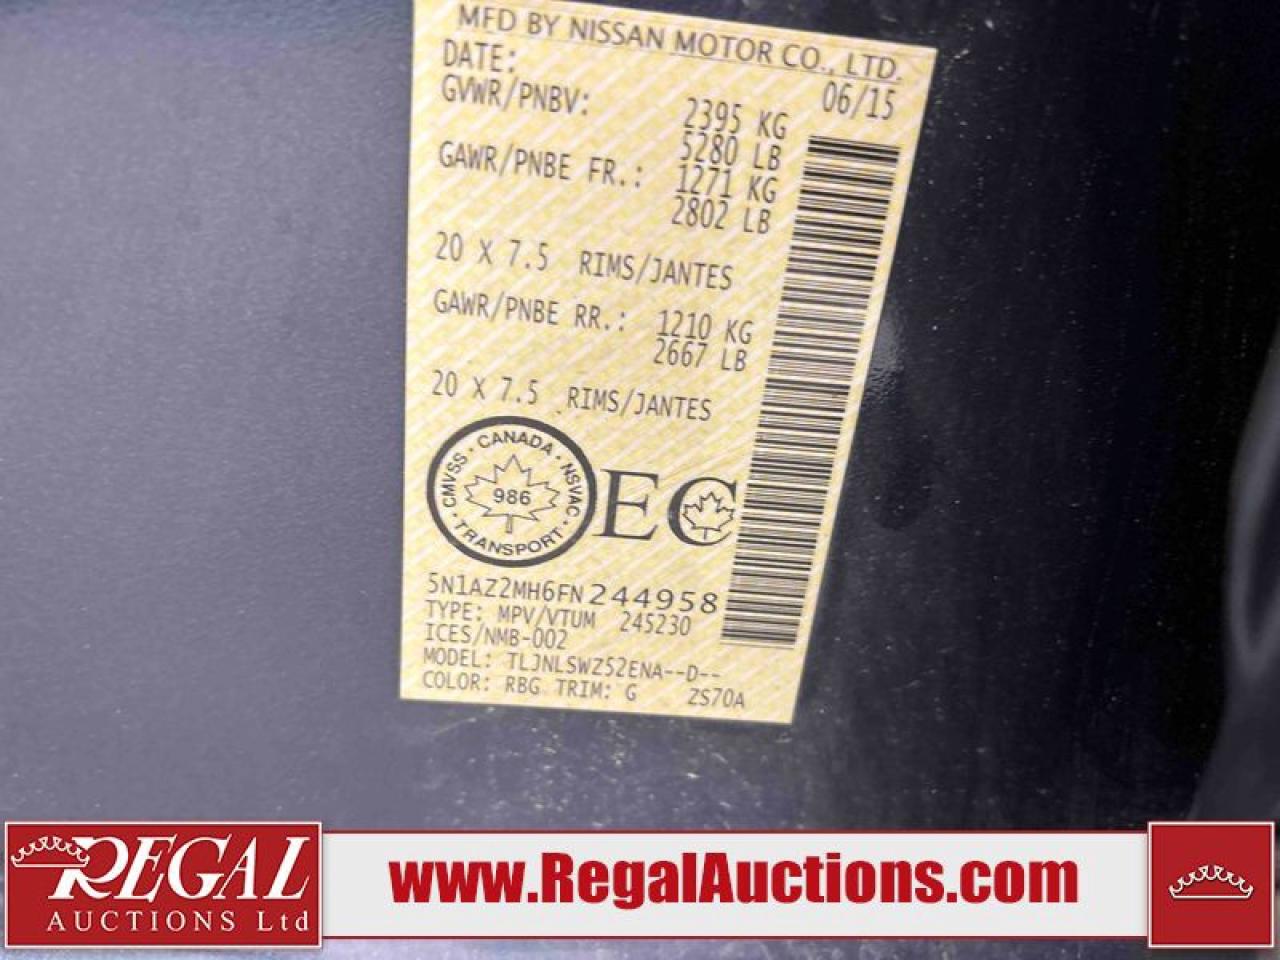 MFD BY NISSAN MOTOR CO., LTD.
DATE: 06/15
GVWR/PNBV: 2395 KG
5280 LB
GAWR/PNBE FR.: 1271 KG
2802 LB
20 X 7.5 RIMS/JANTES
GAWR/PNBE RR.: 1210 KG
2667 LB
20 X 7.5 RIMS/JANTES
CANADA · NSVAC · TRANSPORT · CMVSS ·
986
EC
5N1AZ2MH6FN244958
TYPE: MPV/VTUM 245230
ICES/NMB-002
MODEL: TLJNLSWZ52ENA--D--
COLOR: RBG TRIM: G ZS70A
REGAL
AUCTIONS Ltd
www.RegalAuctions.com